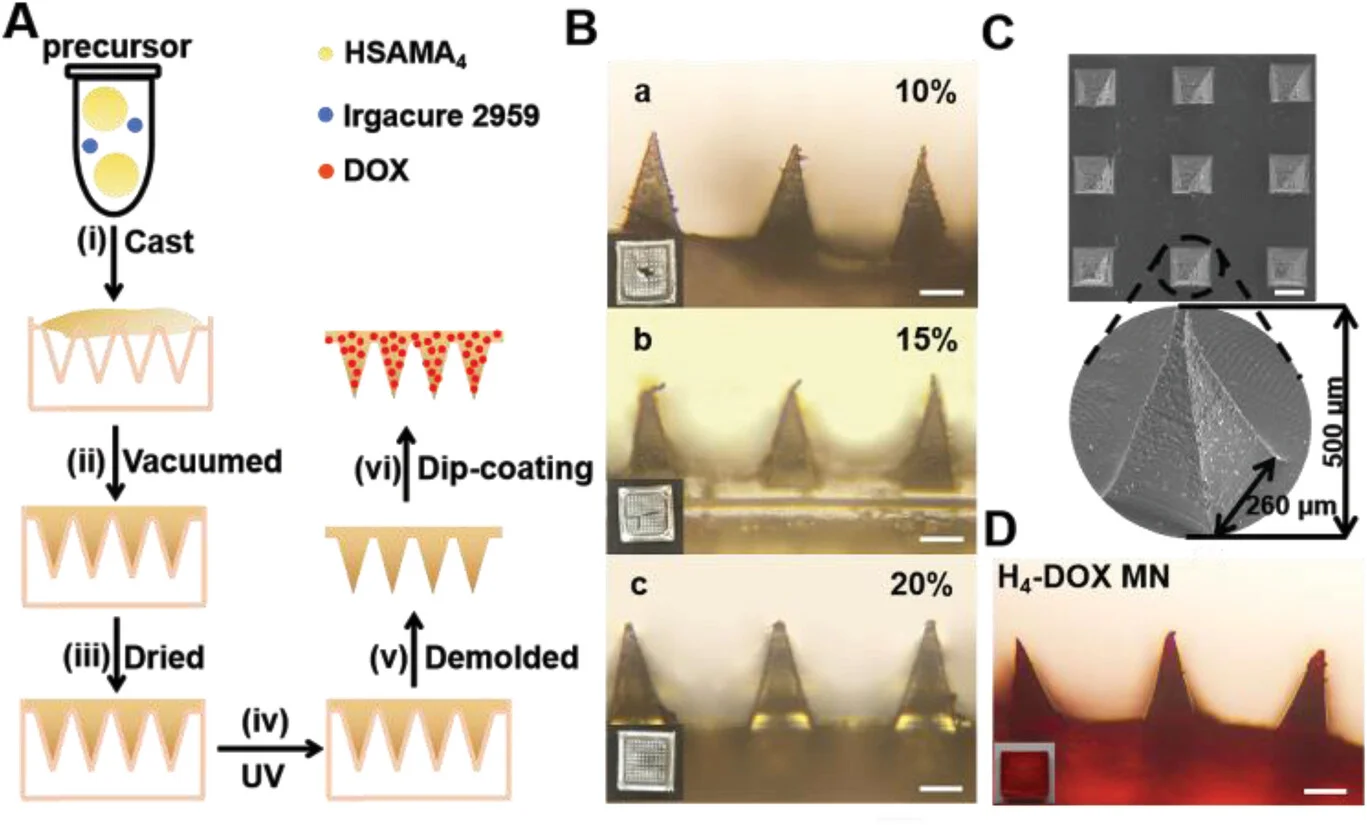 A
precursor
HSAMA₄
Irgacure 2959
DOX
(i) Cast
(ii) Vacuumed
(iii) Dried
(iv)
UV
(v) Demolded
(vi) Dip-coating
B
a 10%
b 15%
c 20%
C
500 μm
260 μm
D
H₄-DOX MN